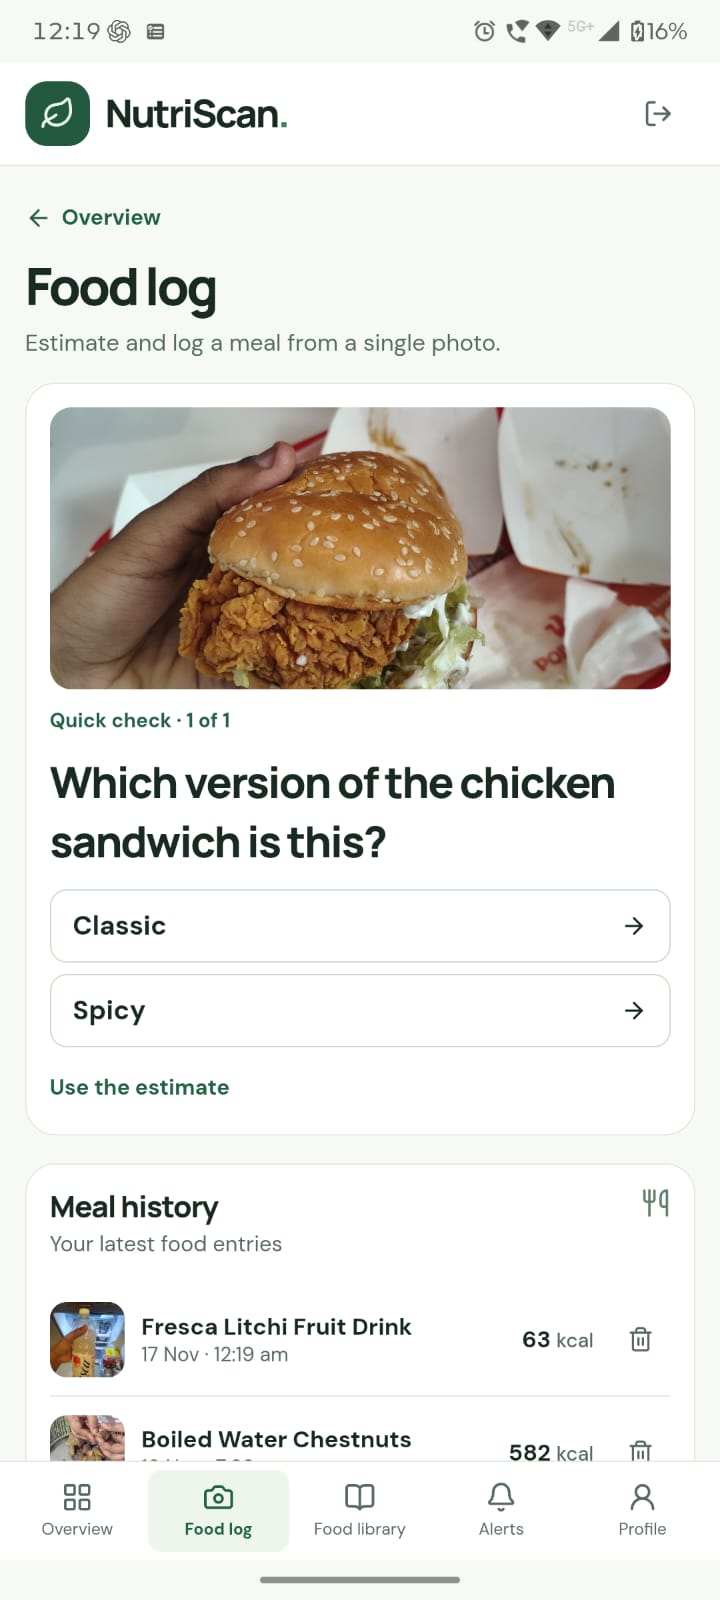 12:19
5G+
16%
NutriScan.
Overview
Food log
Estimate and log a meal from a single photo.
Quick check · 1 of 1
Which version of the chicken
sandwich is this?
Classic
Spicy
Use the estimate
Meal history
Your latest food entries
Fresca Litchi Fruit Drink
17 Nov · 12:19 am
63 kcal
Boiled Water Chestnuts
582 kcal
Overview
Food log
Food library
Alerts
Profile